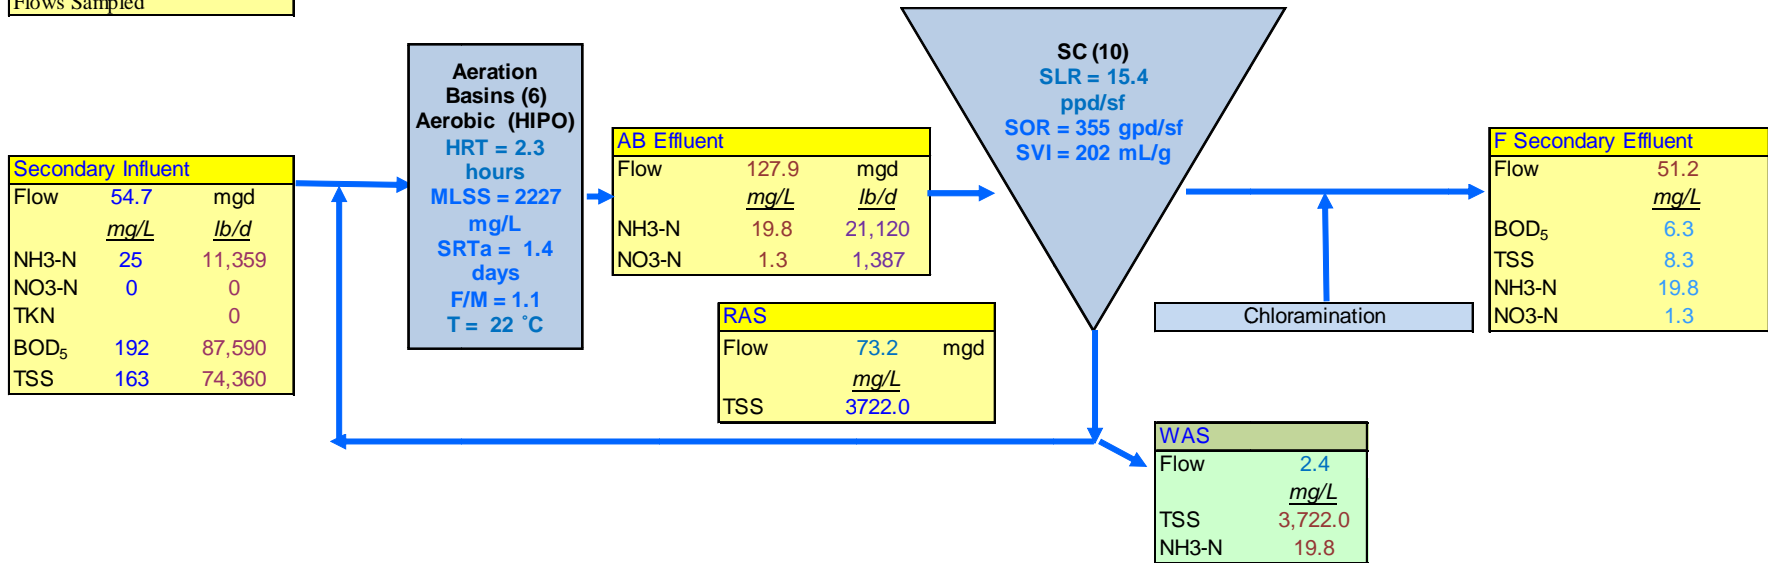 Flows Sampled
Secondary Influent
Flow 54.7 mgd
mg/L lb/d
NH3-N 25 11,359
NO3-N 0 0
TKN 0
BOD5 192 87,590
TSS 163 74,360
Aeration
Basins (6)
Aerobic (HIPO)
HRT = 2.3
hours
MLSS = 2227
mg/L
SRTa = 1.4
days
F/M = 1.1
T = 22 °C
AB Effluent
Flow 127.9 mgd
mg/L lb/d
NH3-N 19.8 21,120
NO3-N 1.3 1,387
SC (10)
SLR = 15.4
ppd/sf
SOR = 355 gpd/sf
SVI = 202 mL/g
RAS
Flow 73.2 mgd
mg/L
TSS 3722.0
Chloramination
F Secondary Effluent
Flow 51.2
mg/L
BOD5 6.3
TSS 8.3
NH3-N 19.8
NO3-N 1.3
WAS
Flow 2.4
mg/L
TSS 3,722.0
NH3-N 19.8